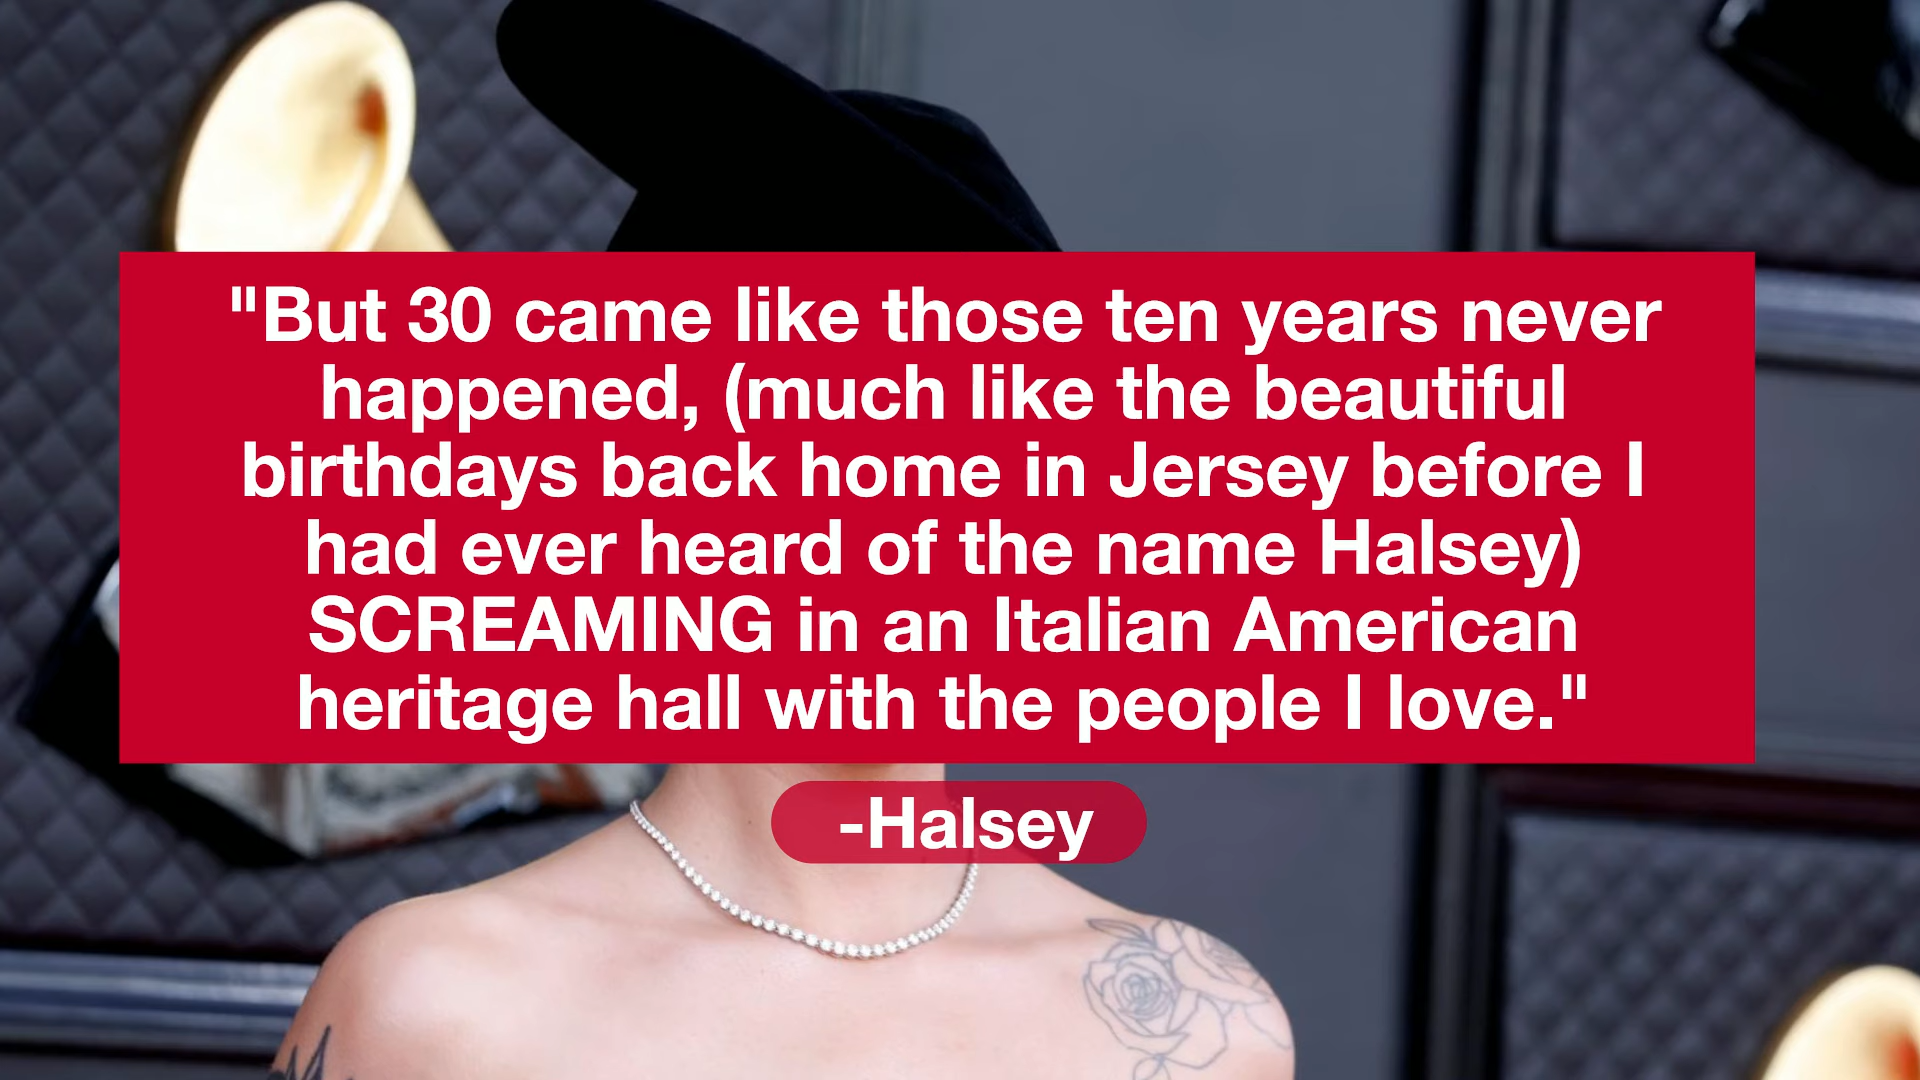 "But 30 came like those ten years never
happened, (much like the beautiful
birthdays back home in Jersey before I
had ever heard of the name Halsey)
SCREAMING in an Italian American
heritage hall with the people I love."
-Halsey